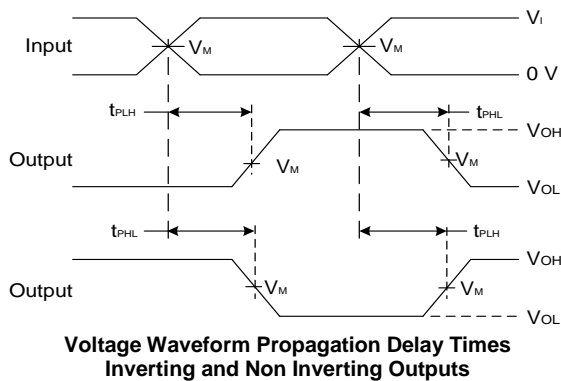 VI
Input VM VM
0 V
tPLH tPHL
VOH
Output VM VM
VOL
tPHL tPLH
VOH
Output VM VM
VOL
Voltage Waveform Propagation Delay Times
Inverting and Non Inverting Outputs